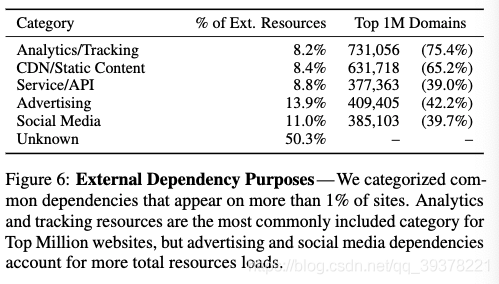 Category % of Ext. Resources Top 1M Domains
Analytics/Tracking 8.2% 731,056 (75.4%)
CDN/Static Content 8.4% 631,718 (65.2%)
Service/API 8.8% 377,363 (39.0%)
Advertising 13.9% 409,405 (42.2%)
Social Media 11.0% 385,103 (39.7%)
Unknown 50.3% – –
Figure 6: External Dependency Purposes—We categorized com-
mon dependencies that appear on more than 1% of sites. Analytics
and tracking resources are the most commonly included category for
Top Million websites, but advertising and social media dependencies
account for more total resources loads.
https://blog.csdn.net/qq_39378221